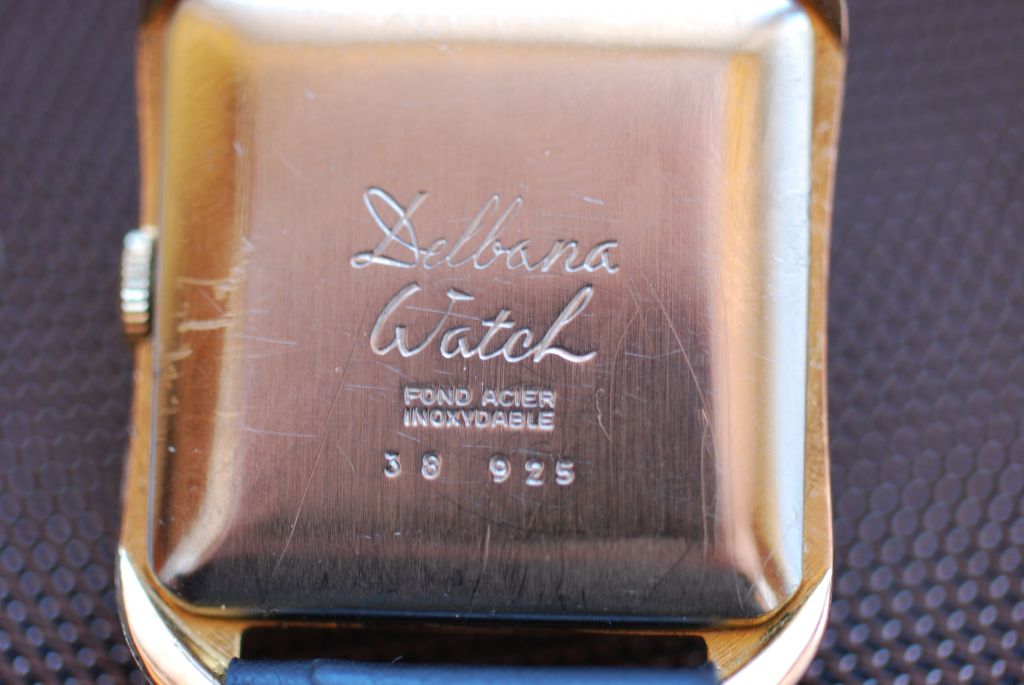 Delbana
Watch
FOND ACIER
INOXYDABLE
38 925